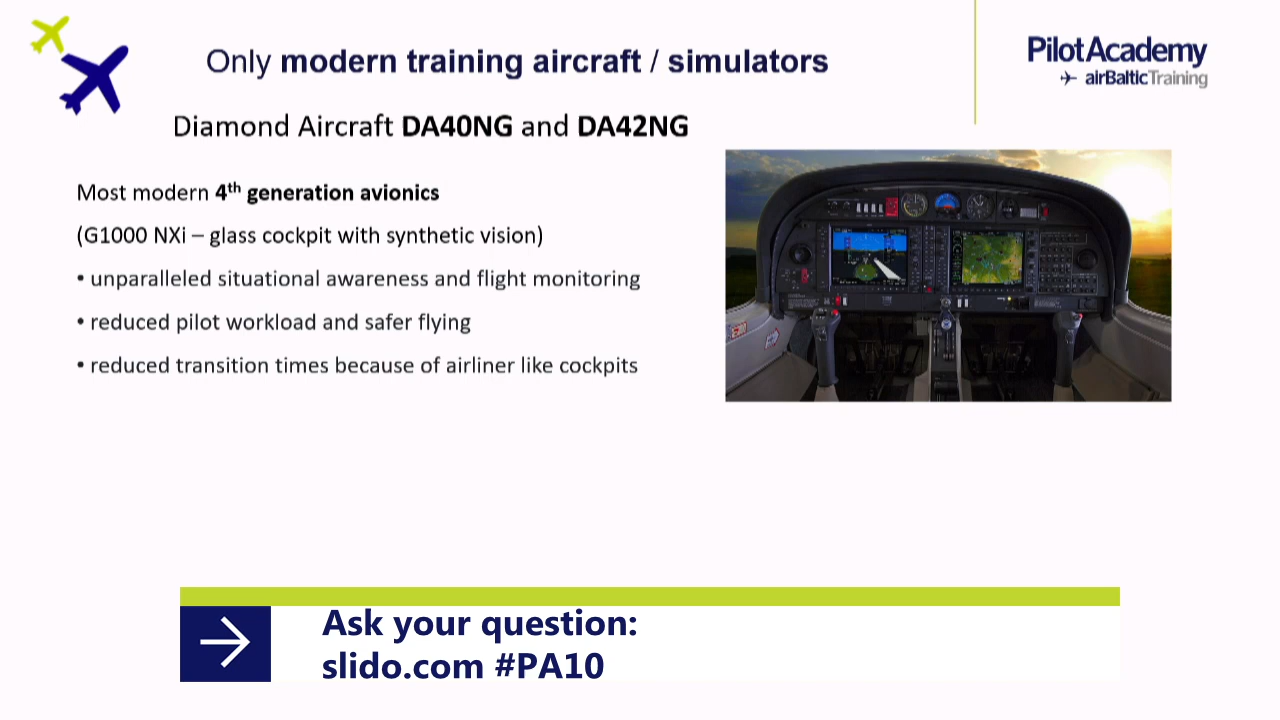 Only modern training aircraft / simulators
PilotAcademy
airBalticTraining
Diamond Aircraft DA40NG and DA42NG
Most modern 4th generation avionics
(G1000 NXi – glass cockpit with synthetic vision)
• unparalleled situational awareness and flight monitoring
• reduced pilot workload and safer flying
• reduced transition times because of airliner like cockpits
Ask your question:
slido.com #PA10